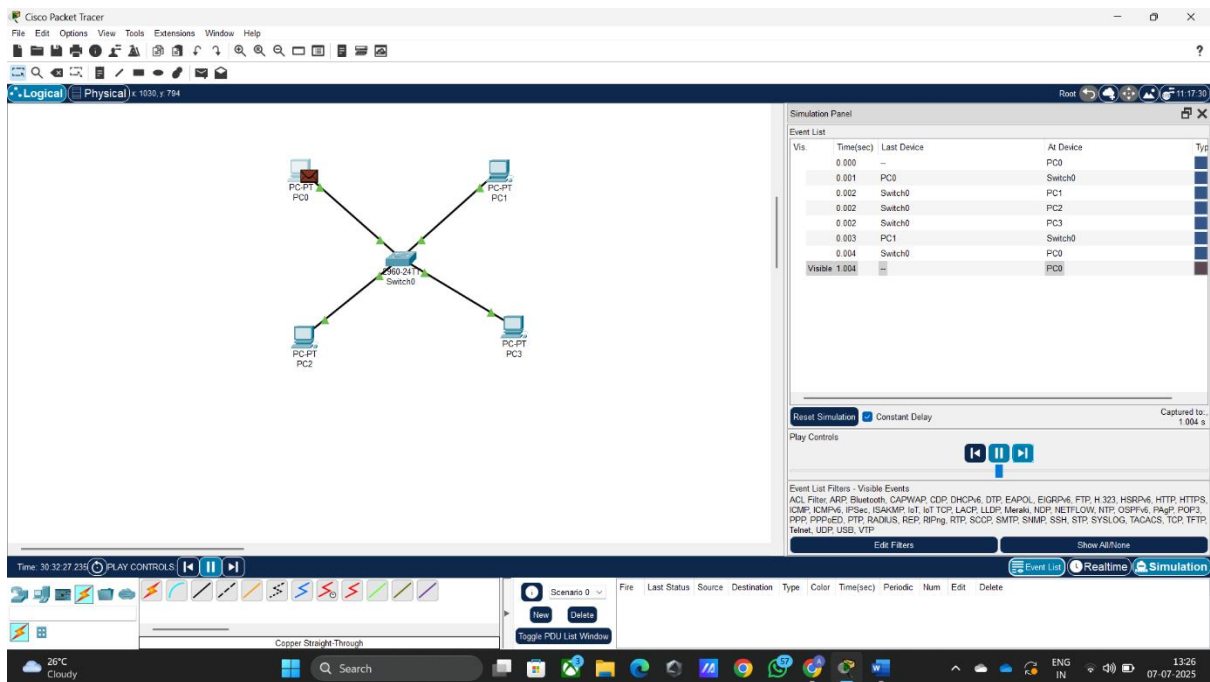 Cisco Packet Tracer
File Edit Options View Tools Extensions Window Help
?
Logical Physical x: 1030, y: 794 Root 11:17:30
Simulation Panel
Event List
Vis. Time(sec) Last Device At Device Typ
0.000 -- PC0
0.001 PC0 Switch0
0.002 Switch0 PC1
0.002 Switch0 PC2
0.002 Switch0 PC3
0.003 PC1 Switch0
0.004 Switch0 PC0
Visible 1.004 -- PC0
PC-PT
PC0
PC-PT
PC1
2960-24TT
Switch0
PC-PT
PC2
PC-PT
PC3
Reset Simulation Constant Delay Captured to:
1.004 s
Play Controls
Event List Filters - Visible Events
ACL Filter, ARP, Bluetooth, CAPWAP, CDP, DHCPv6, DTP, EAPOL, EIGRPv6, FTP, H.323, HSRPv6, HTTP, HTTPS,
ICMP, ICMPv6, IPSec, ISAKMP, IoT, IoT TCP, LACP, LLDP, Meraki, NDP, NETFLOW, NTP, OSPFv6, PAgP, POP3,
PPP, PPPoED, PTP, RADIUS, REP, RIPng, RTP, SCCP, SMTP, SNMP, SSH, STP, SYSLOG, TACACS, TCP, TFTP,
Telnet, UDP, USB, VTP
Edit Filters Show All/None
Time: 30:32:27.235 PLAY CONTROLS: Event List Realtime Simulation
Scenario 0 Fire Last Status Source Destination Type Color Time(sec) Periodic Num Edit Delete
New Delete
Toggle PDU List Window
Copper Straight-Through
26°C
Cloudy
Search
57
ENG
IN
13:26
07-07-2025